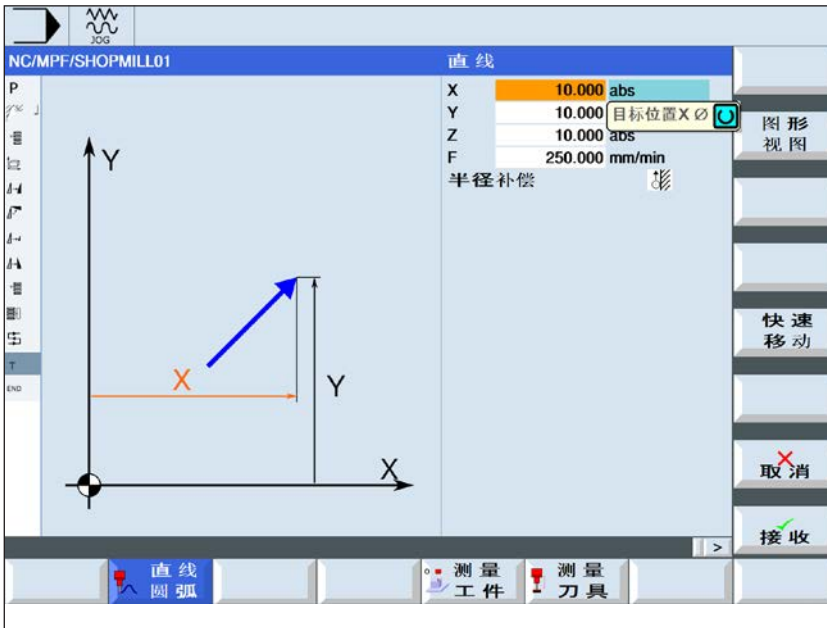 JOG
NC/MPF/SHOPMILL01
直线
P
X 10.000 abs
Y 10.000
目标位置X Ø
Z 10.000 abs
F 250.000 mm/min
半径补偿
T
END
Y
X
Y
X
图形
视图
快速
移动
取消
接收
>
直线
圆弧
测量
工件
测量
刀具